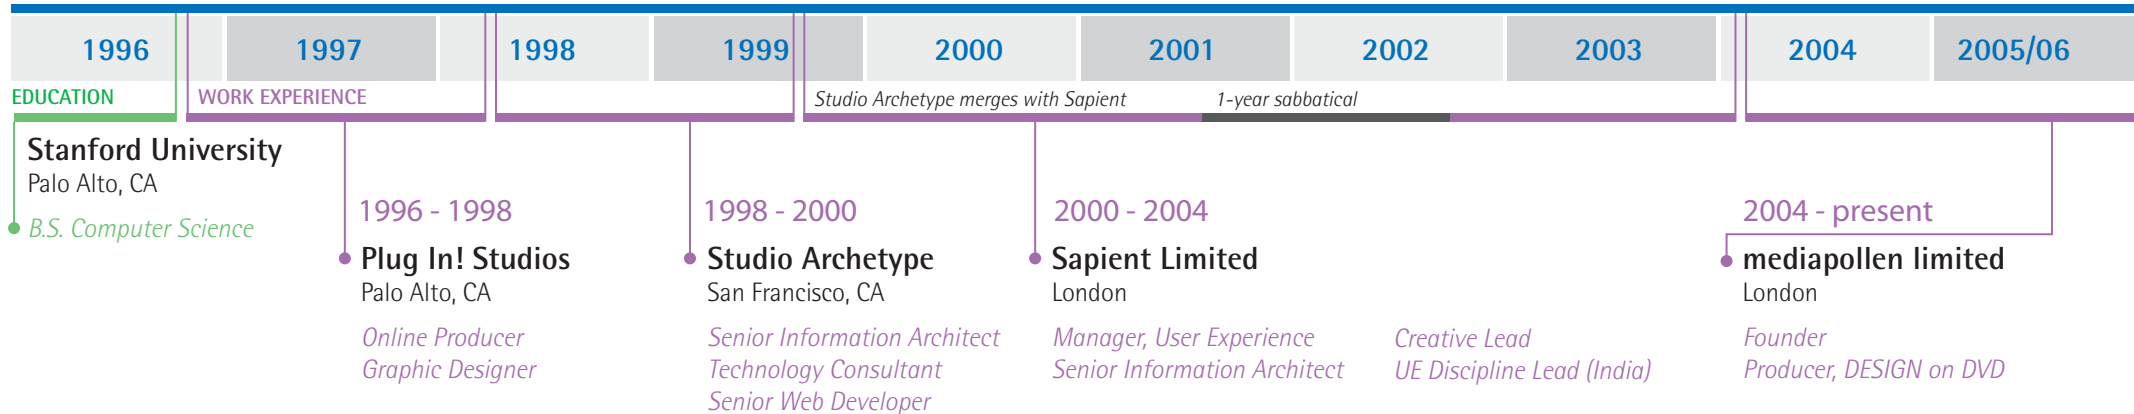 1996 1997 1998 1999 2000 2001 2002 2003 2004 2005/06
EDUCATION
WORK EXPERIENCE
Studio Archetype merges with Sapient
1-year sabbatical
Stanford University
Palo Alto, CA
B.S. Computer Science
1996 - 1998
Plug In! Studios
Palo Alto, CA
Online Producer
Graphic Designer
1998 - 2000
Studio Archetype
San Francisco, CA
Senior Information Architect
Technology Consultant
Senior Web Developer
2000 - 2004
Sapient Limited
London
Manager, User Experience
Senior Information Architect
Creative Lead
UE Discipline Lead (India)
2004 - present
mediapollen limited
London
Founder
Producer, DESIGN on DVD